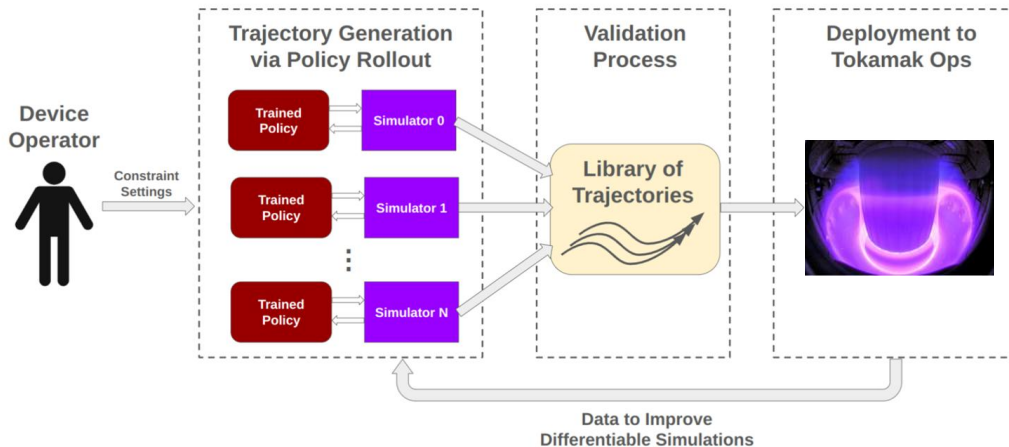 Device
Operator
Constraint
Settings
Trajectory Generation
via Policy Rollout
Trained
Policy
Simulator 0
Trained
Policy
Simulator 1
Trained
Policy
Simulator N
Validation
Process
Library of
Trajectories
Deployment to
Tokamak Ops
Data to Improve
Differentiable Simulations